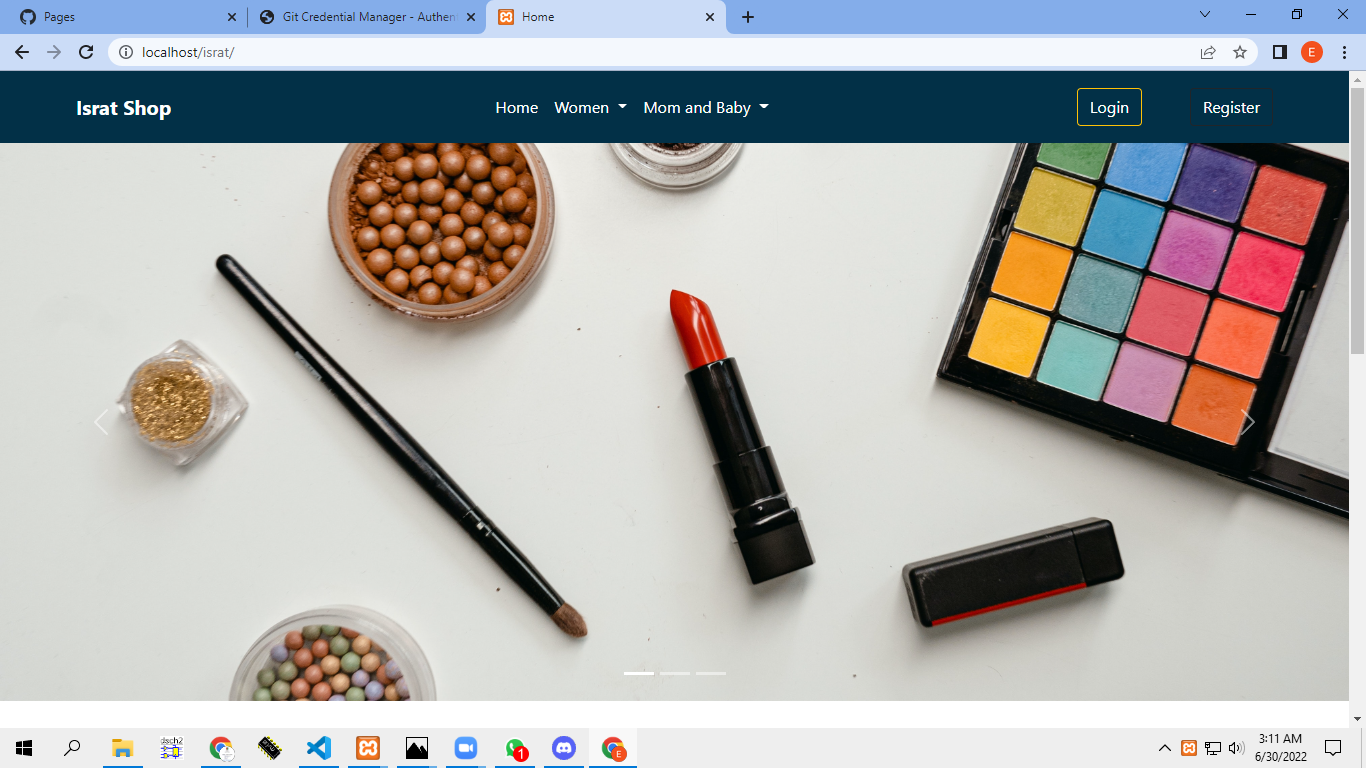 Pages
Git Credential Manager - Authen
Home
localhost/israt/
E
Israt Shop
Home
Women
Mom and Baby
Login
Register
dsch2
1
E
3:11 AM
6/30/2022